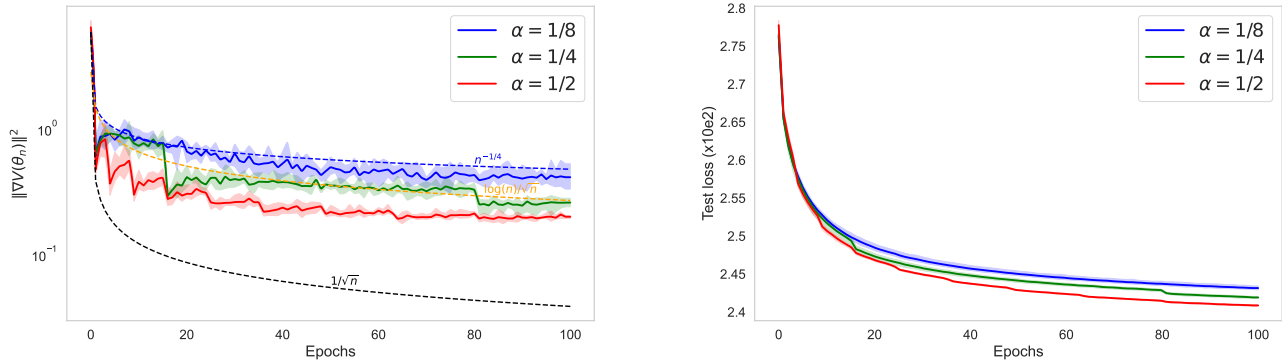 α = 1/8
α = 1/4
α = 1/2
10⁰
10⁻¹
‖∇V(θₙ)‖²
n⁻¹/⁴
log(n)/√n
1/√n
0 20 40 60 80 100
Epochs
α = 1/8
α = 1/4
α = 1/2
2.8
2.75
2.7
2.65
2.6
2.55
2.5
2.45
2.4
Test loss (x10e2)
0 20 40 60 80 100
Epochs